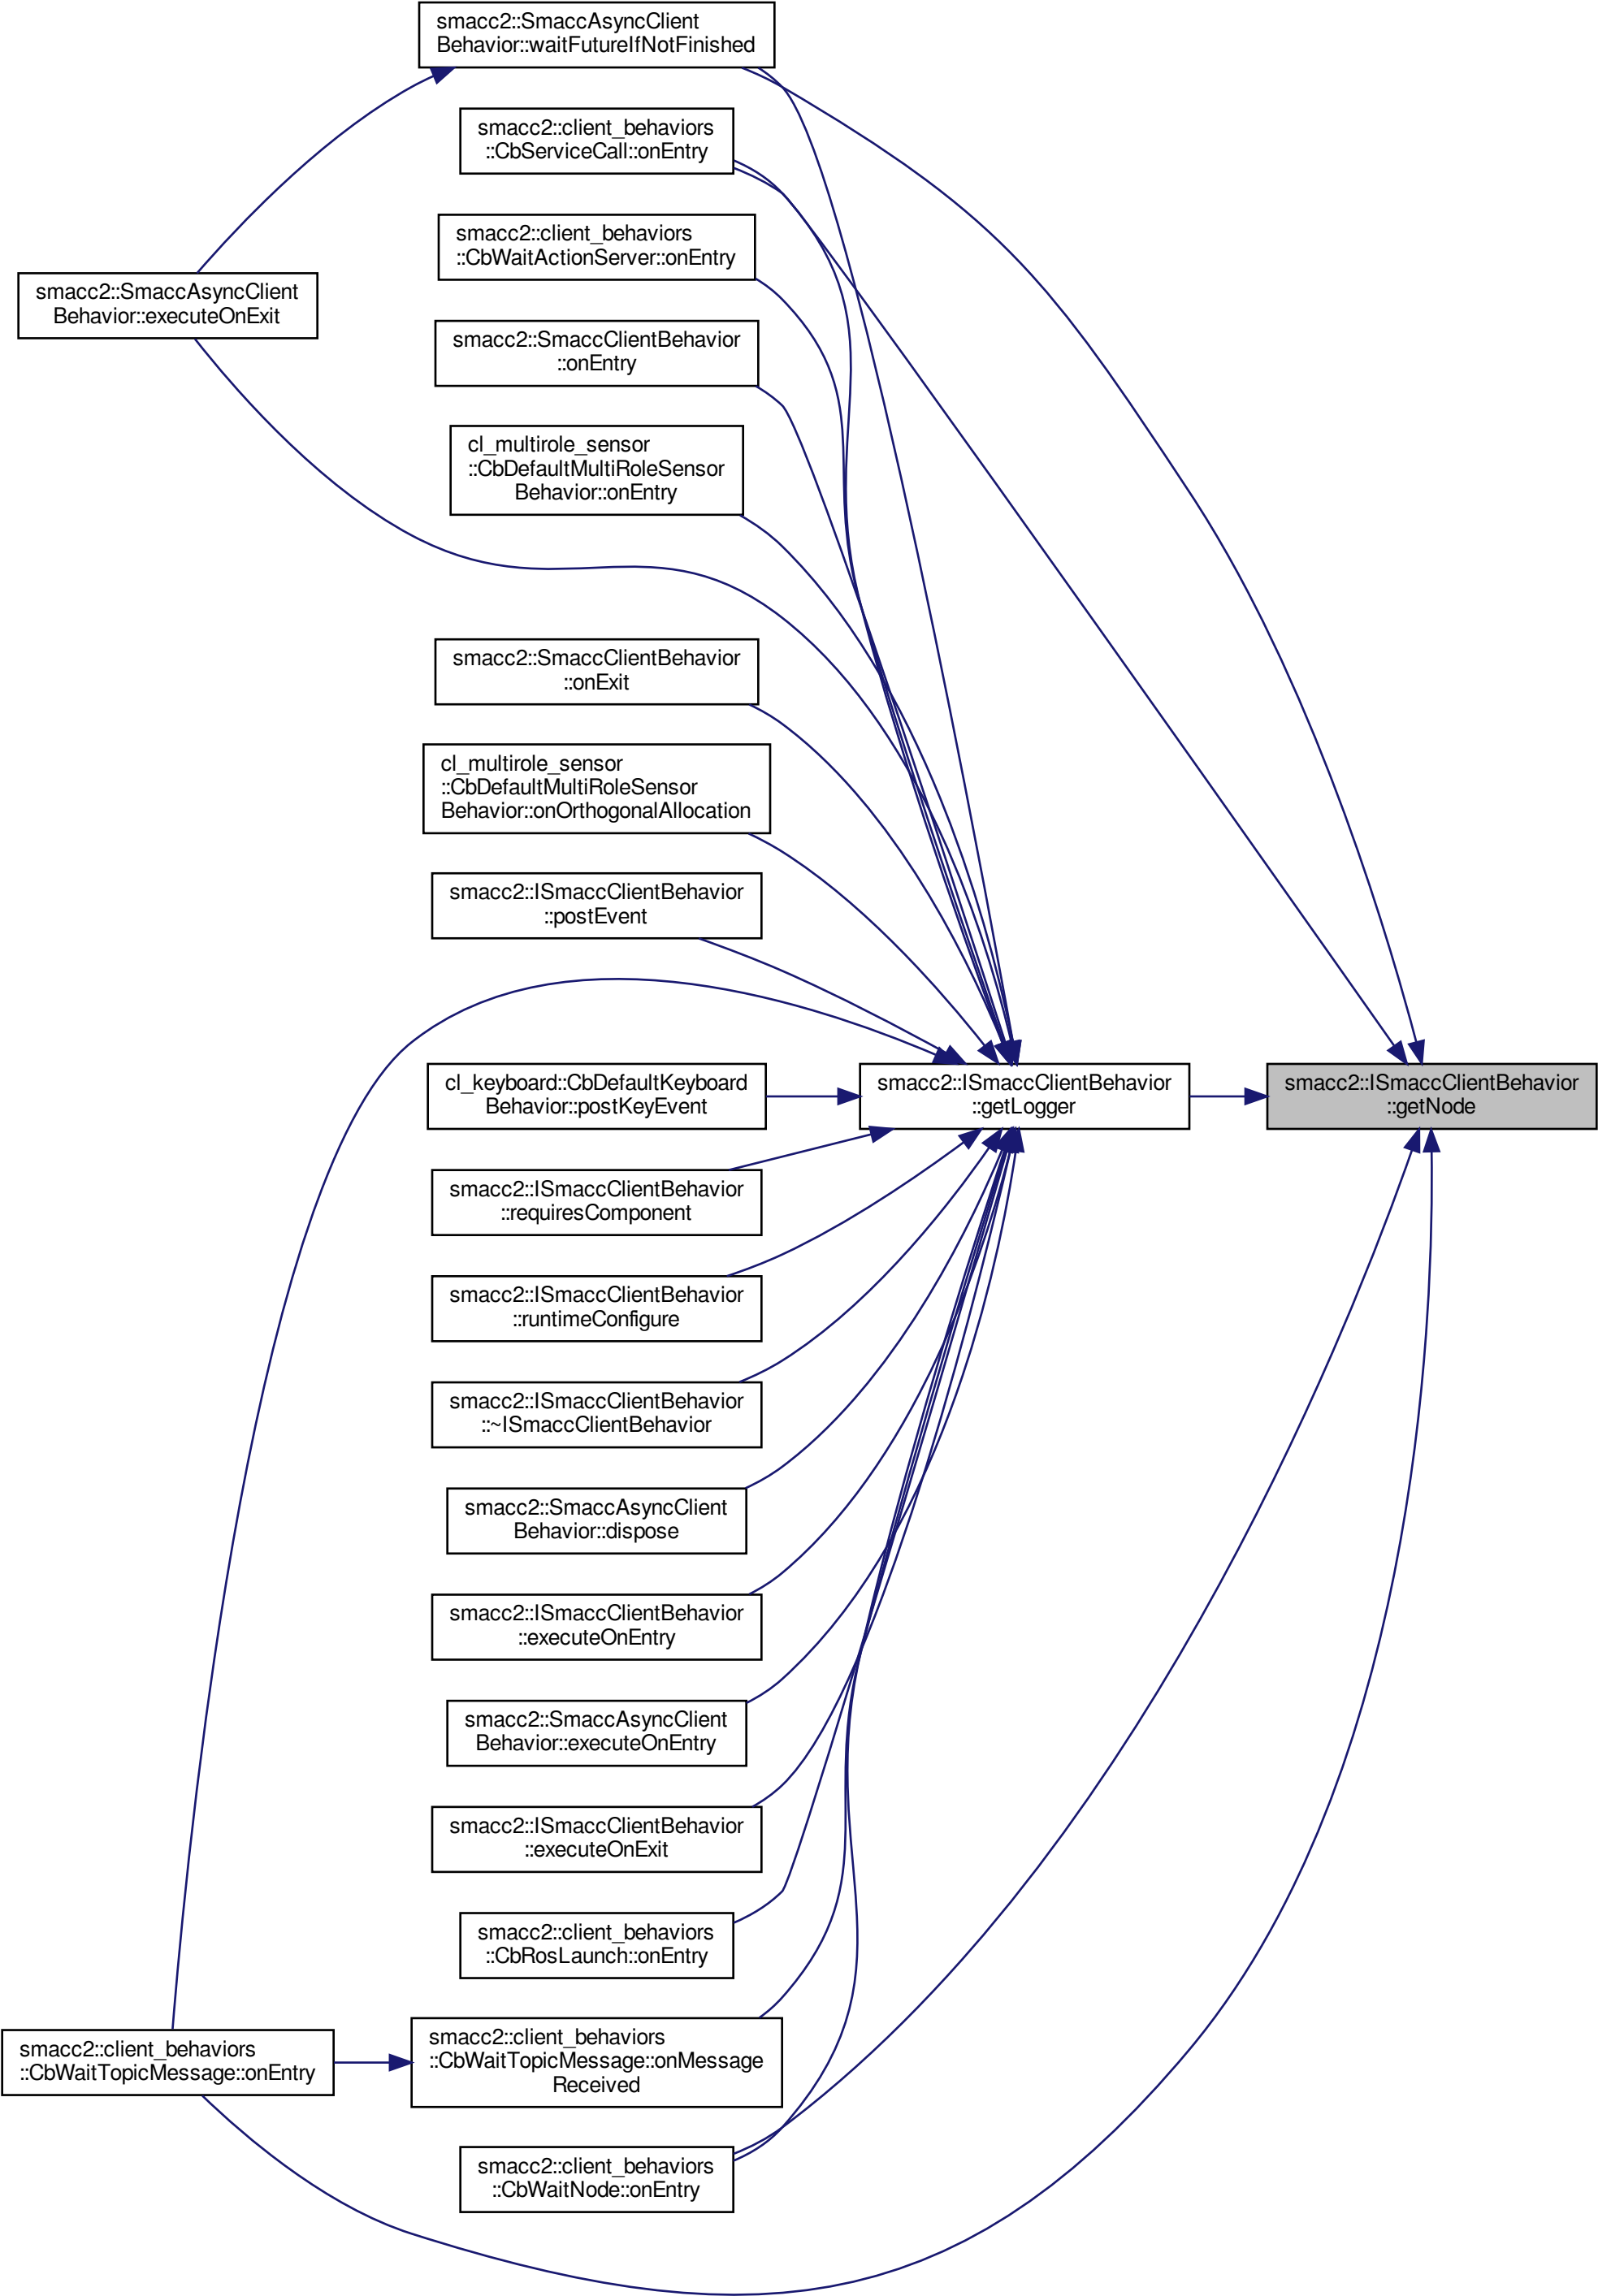 smacc2::SmaccAsyncClient
Behavior::waitFutureIfNotFinished
smacc2::client_behaviors
::CbServiceCall::onEntry
smacc2::client_behaviors
::CbWaitActionServer::onEntry
smacc2::SmaccAsyncClient
Behavior::executeOnExit
smacc2::SmaccClientBehavior
::onEntry
cl_multirole_sensor
::CbDefaultMultiRoleSensor
Behavior::onEntry
smacc2::SmaccClientBehavior
::onExit
cl_multirole_sensor
::CbDefaultMultiRoleSensor
Behavior::onOrthogonalAllocation
smacc2::ISmaccClientBehavior
::postEvent
cl_keyboard::CbDefaultKeyboard
Behavior::postKeyEvent
smacc2::ISmaccClientBehavior
::getLogger
smacc2::ISmaccClientBehavior
::getNode
smacc2::ISmaccClientBehavior
::requiresComponent
smacc2::ISmaccClientBehavior
::runtimeConfigure
smacc2::ISmaccClientBehavior
::~ISmaccClientBehavior
smacc2::SmaccAsyncClient
Behavior::dispose
smacc2::ISmaccClientBehavior
::executeOnEntry
smacc2::SmaccAsyncClient
Behavior::executeOnEntry
smacc2::ISmaccClientBehavior
::executeOnExit
smacc2::client_behaviors
::CbRosLaunch::onEntry
smacc2::client_behaviors
::CbWaitTopicMessage::onEntry
smacc2::client_behaviors
::CbWaitTopicMessage::onMessage
Received
smacc2::client_behaviors
::CbWaitNode::onEntry